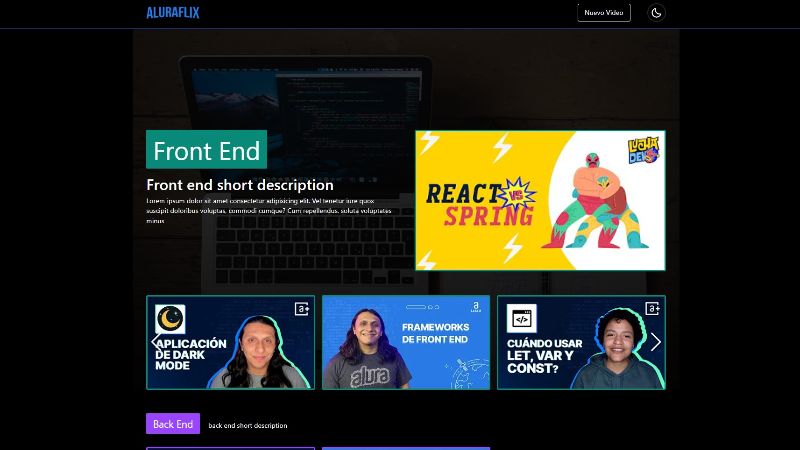 ALURAFLIX
Nuevo Video
Front End
Front end short description
Lorem ipsum dolor sit amet consectetur adipisicing elit. Vel tenetur iure quox
suscipit doloribus voluptas, commodi cumque? Cum repellendus, soluta voluptates
minus
LUCHA
DEV
REACT
VS
SPRING
APLICACIÓN
DE DARK
MODE
FRAMEWORKS
DE FRONT END
alura
CUÁNDO USAR
LET, VAR Y
CONST?
Back End
back end short description